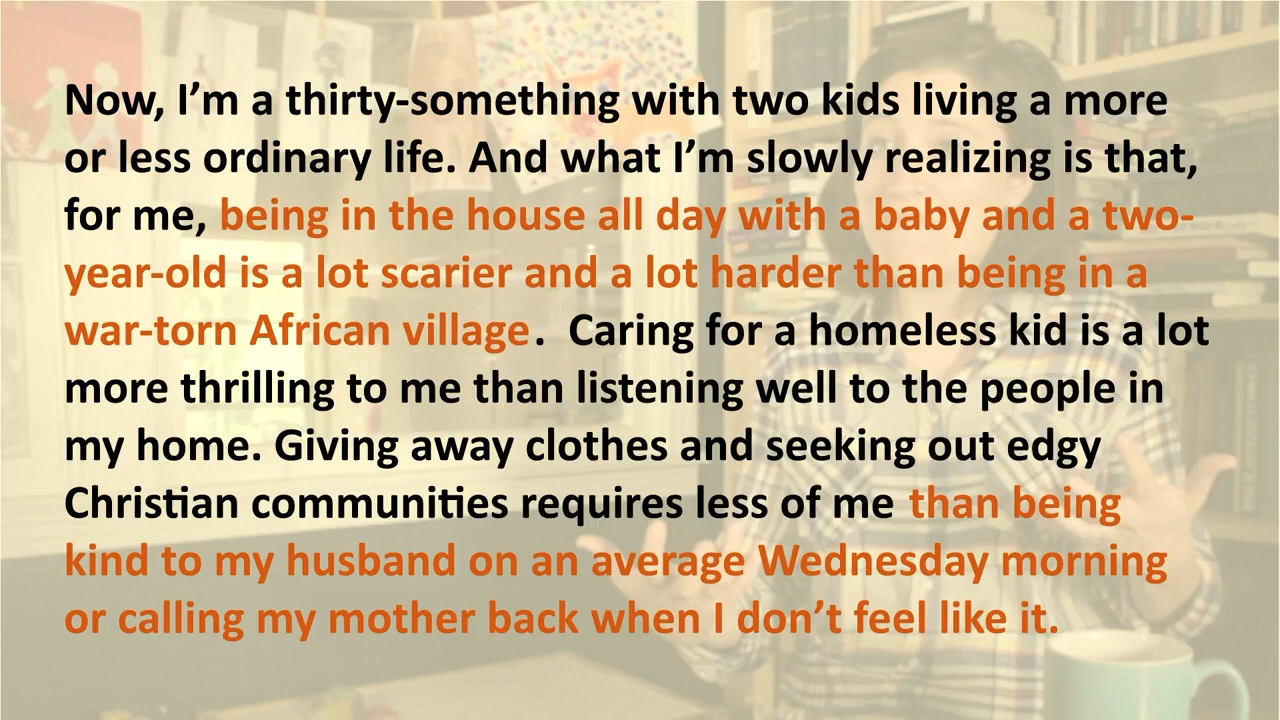 Now, I’m a thirty-something with two kids living a more
or less ordinary life. And what I’m slowly realizing is that,
for me, being in the house all day with a baby and a two-
year-old is a lot scarier and a lot harder than being in a
war-torn African village.  Caring for a homeless kid is a lot
more thrilling to me than listening well to the people in
my home. Giving away clothes and seeking out edgy
Christian communities requires less of me than being
kind to my husband on an average Wednesday morning
or calling my mother back when I don’t feel like it.